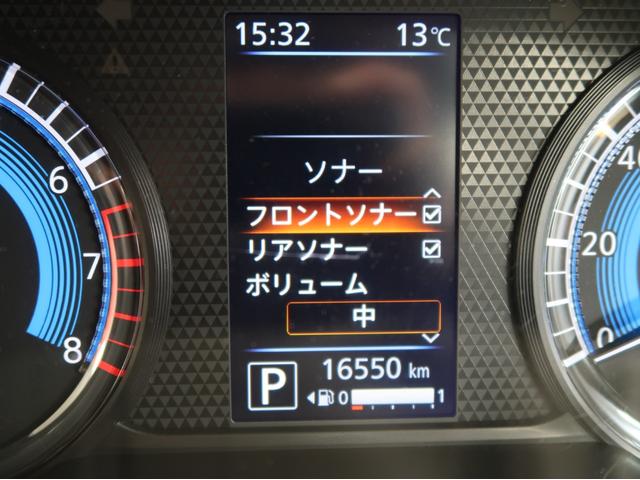 15:32 13℃
ソナー
フロントソナー
リアソナー
ボリューム
中
P 16550 km
0 1
6
7
8
40
20
0